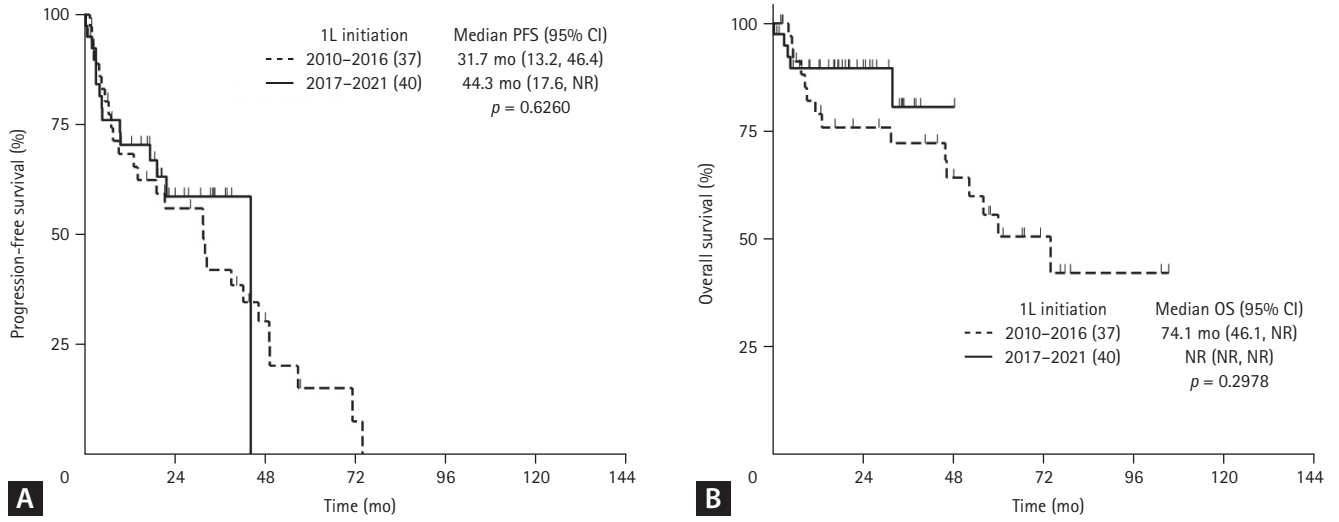 100
75
50
25
0
24
48
72
96
120
144
Progression-free survival (%)
Time (mo)
1L initiation Median PFS (95% CI)
2010–2016 (37) 31.7 mo (13.2, 46.4)
2017–2021 (40) 44.3 mo (17.6, NR)
p = 0.6260
A
100
75
50
25
0
24
48
72
96
120
144
Overall survival (%)
Time (mo)
1L initiation Median OS (95% CI)
2010–2016 (37) 74.1 mo (46.1, NR)
2017–2021 (40) NR (NR, NR)
p = 0.2978
B